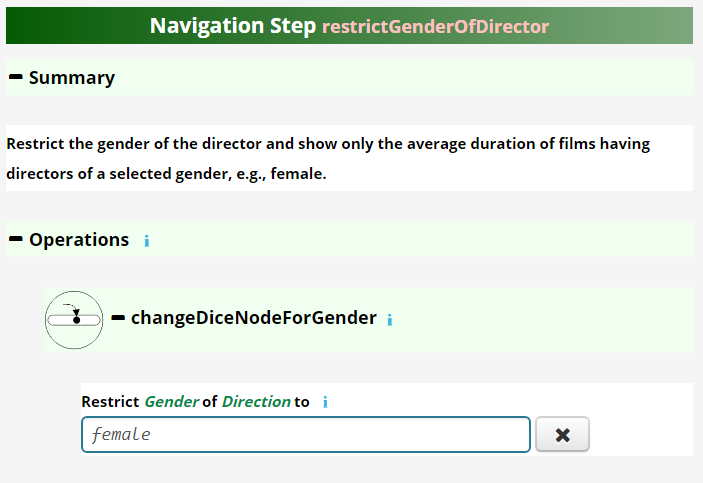 Navigation Step restrictGenderOfDirector
Summary
Restrict the gender of the director and show only the average duration of films having
directors of a selected gender, e.g., female.
Operations i
changeDiceNodeForGender i
Restrict Gender of Direction to i
female